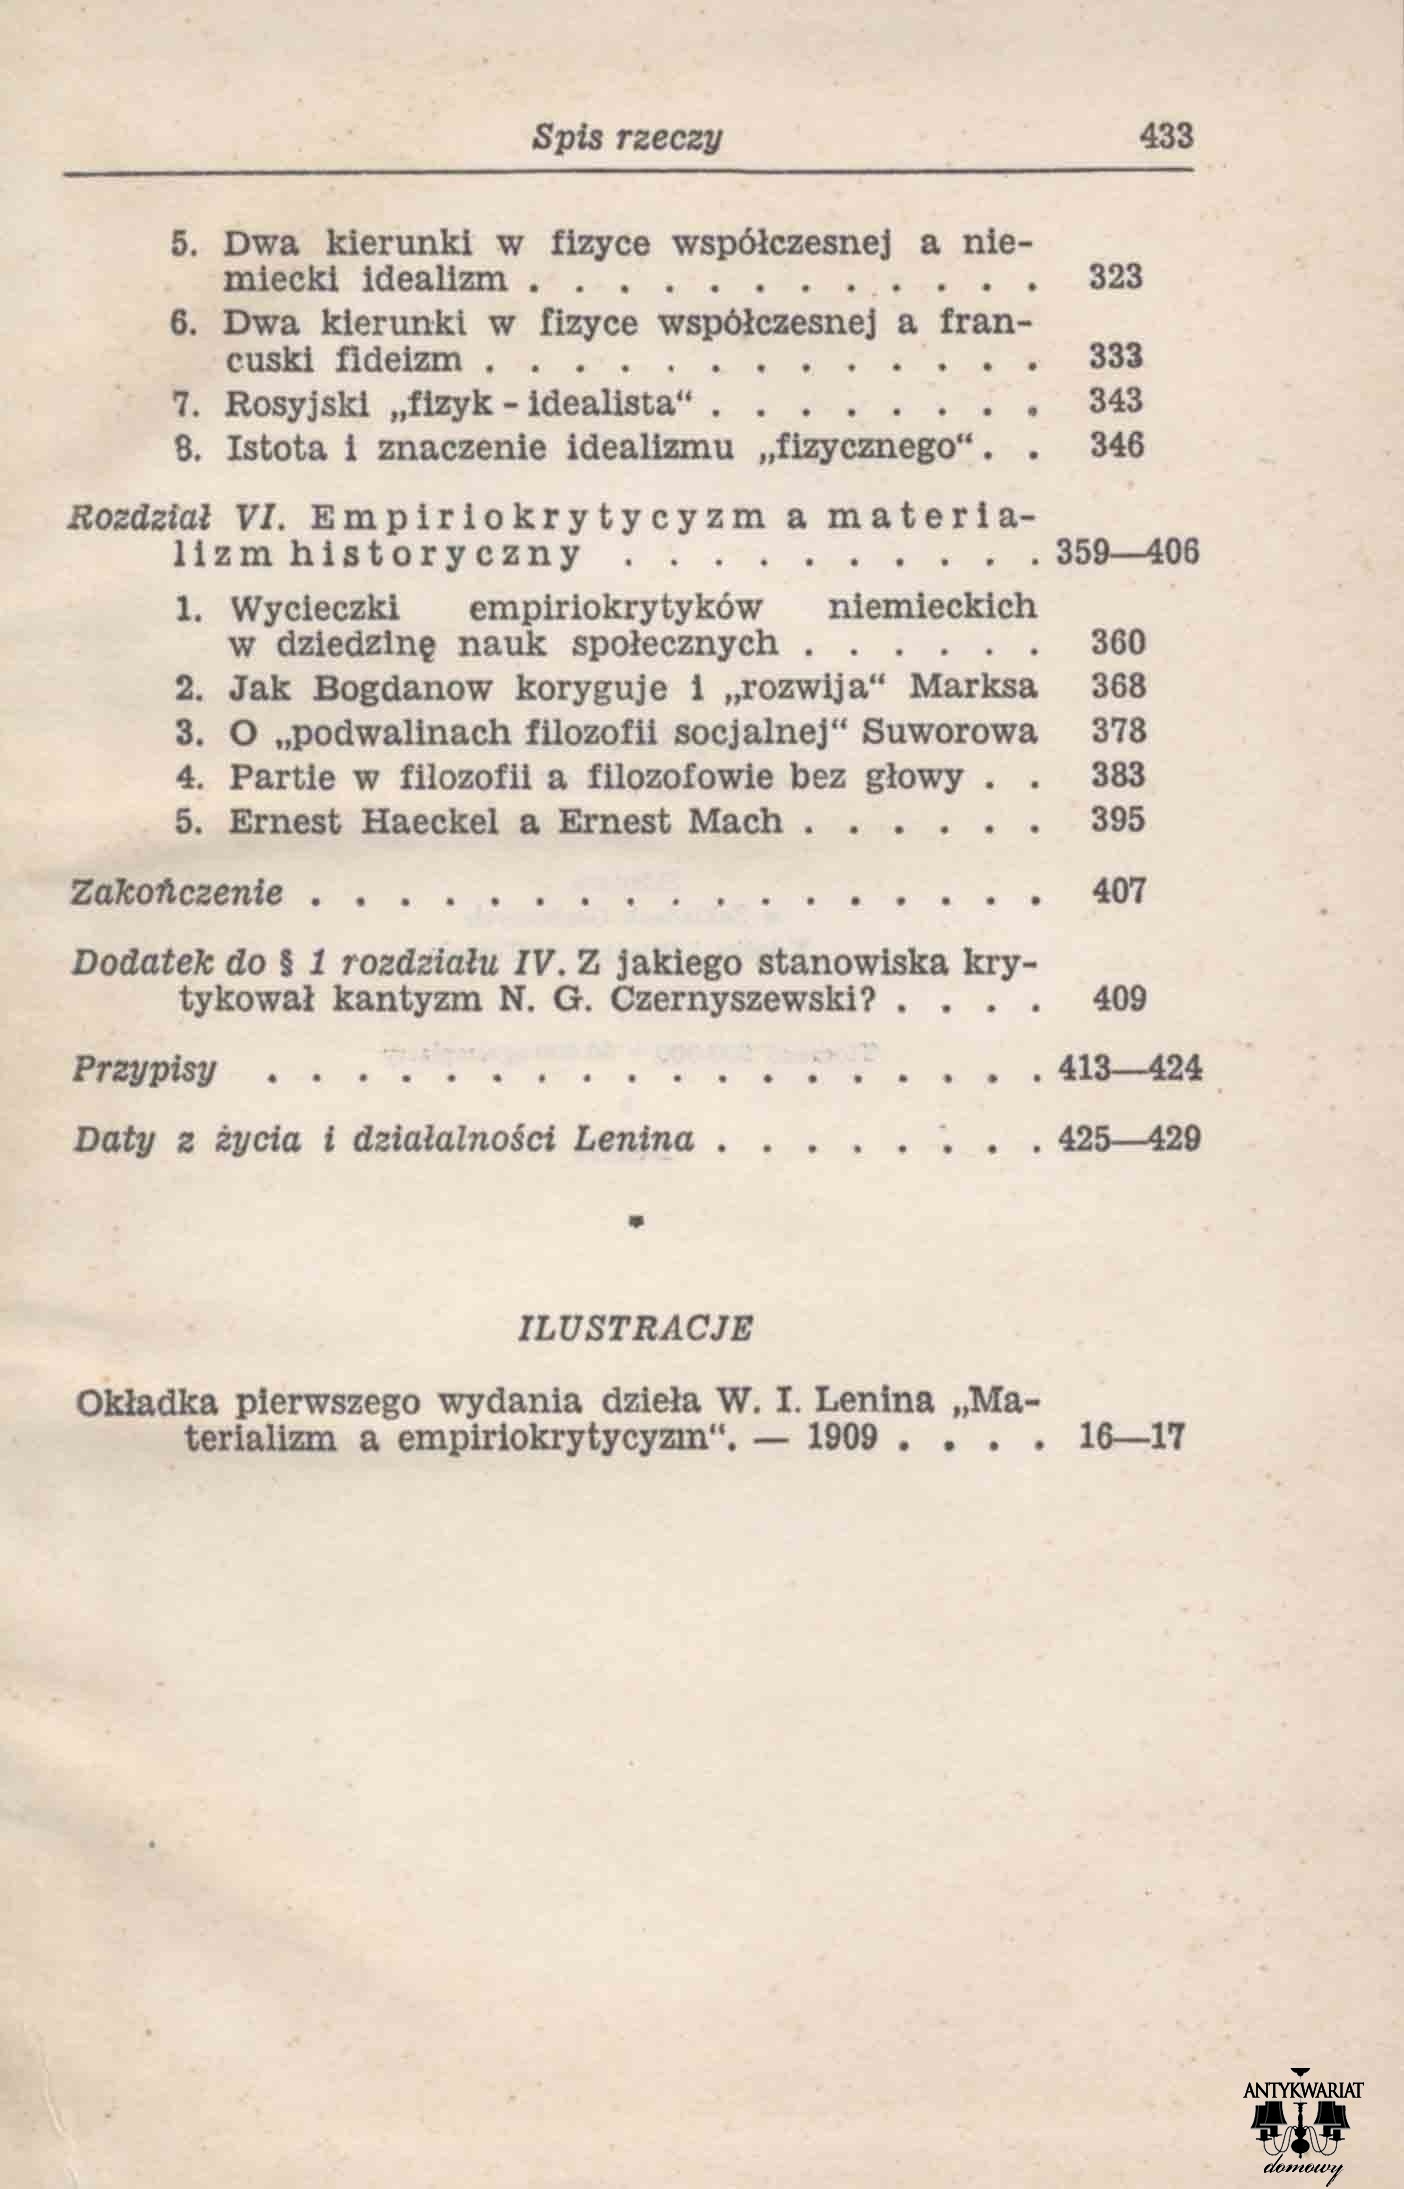 Spis rzeczy 433
5. Dwa kierunki w fizyce współczesnej a nie-
miecki idealizm . . . . . . . . . . . . 323
6. Dwa kierunki w fizyce współczesnej a fran-
cuski fideizm . . . . . . . . . . . . . 333
7. Rosyjski „fizyk - idealista“ . . . . . . . . 343
8. Istota i znaczenie idealizmu „fizycznego“ . . 346
Rozdział VI. Empiriokrytycyzm a materia-
lizm historyczny . . . . . . . . . . 359—406
1. Wycieczki empiriokrytyków niemieckich
w dziedzinę nauk społecznych . . . . . . 360
2. Jak Bogdanow koryguje i „rozwija“ Marksa 368
3. O „podwalinach filozofii socjalnej“ Suworowa 378
4. Partie w filozofii a filozofowie bez głowy . . 383
5. Ernest Haeckel a Ernest Mach . . . . . . 395
Zakończenie . . . . . . . . . . . . . . . . . 407
Dodatek do § 1 rozdziału IV. Z jakiego stanowiska kry-
tykował kantyzm N. G. Czernyszewski? . . . . 409
Przypisy . . . . . . . . . . . . . . . . . . 413—424
Daty z życia i działalności Lenina . . . . . . . . 425—429
*
ILUSTRACJE
Okładka pierwszego wydania dzieła W. I. Lenina „Ma-
terializm a empiriokrytycyzm“. — 1909 . . . . 16—17
ANTYKWARIAT
domowy